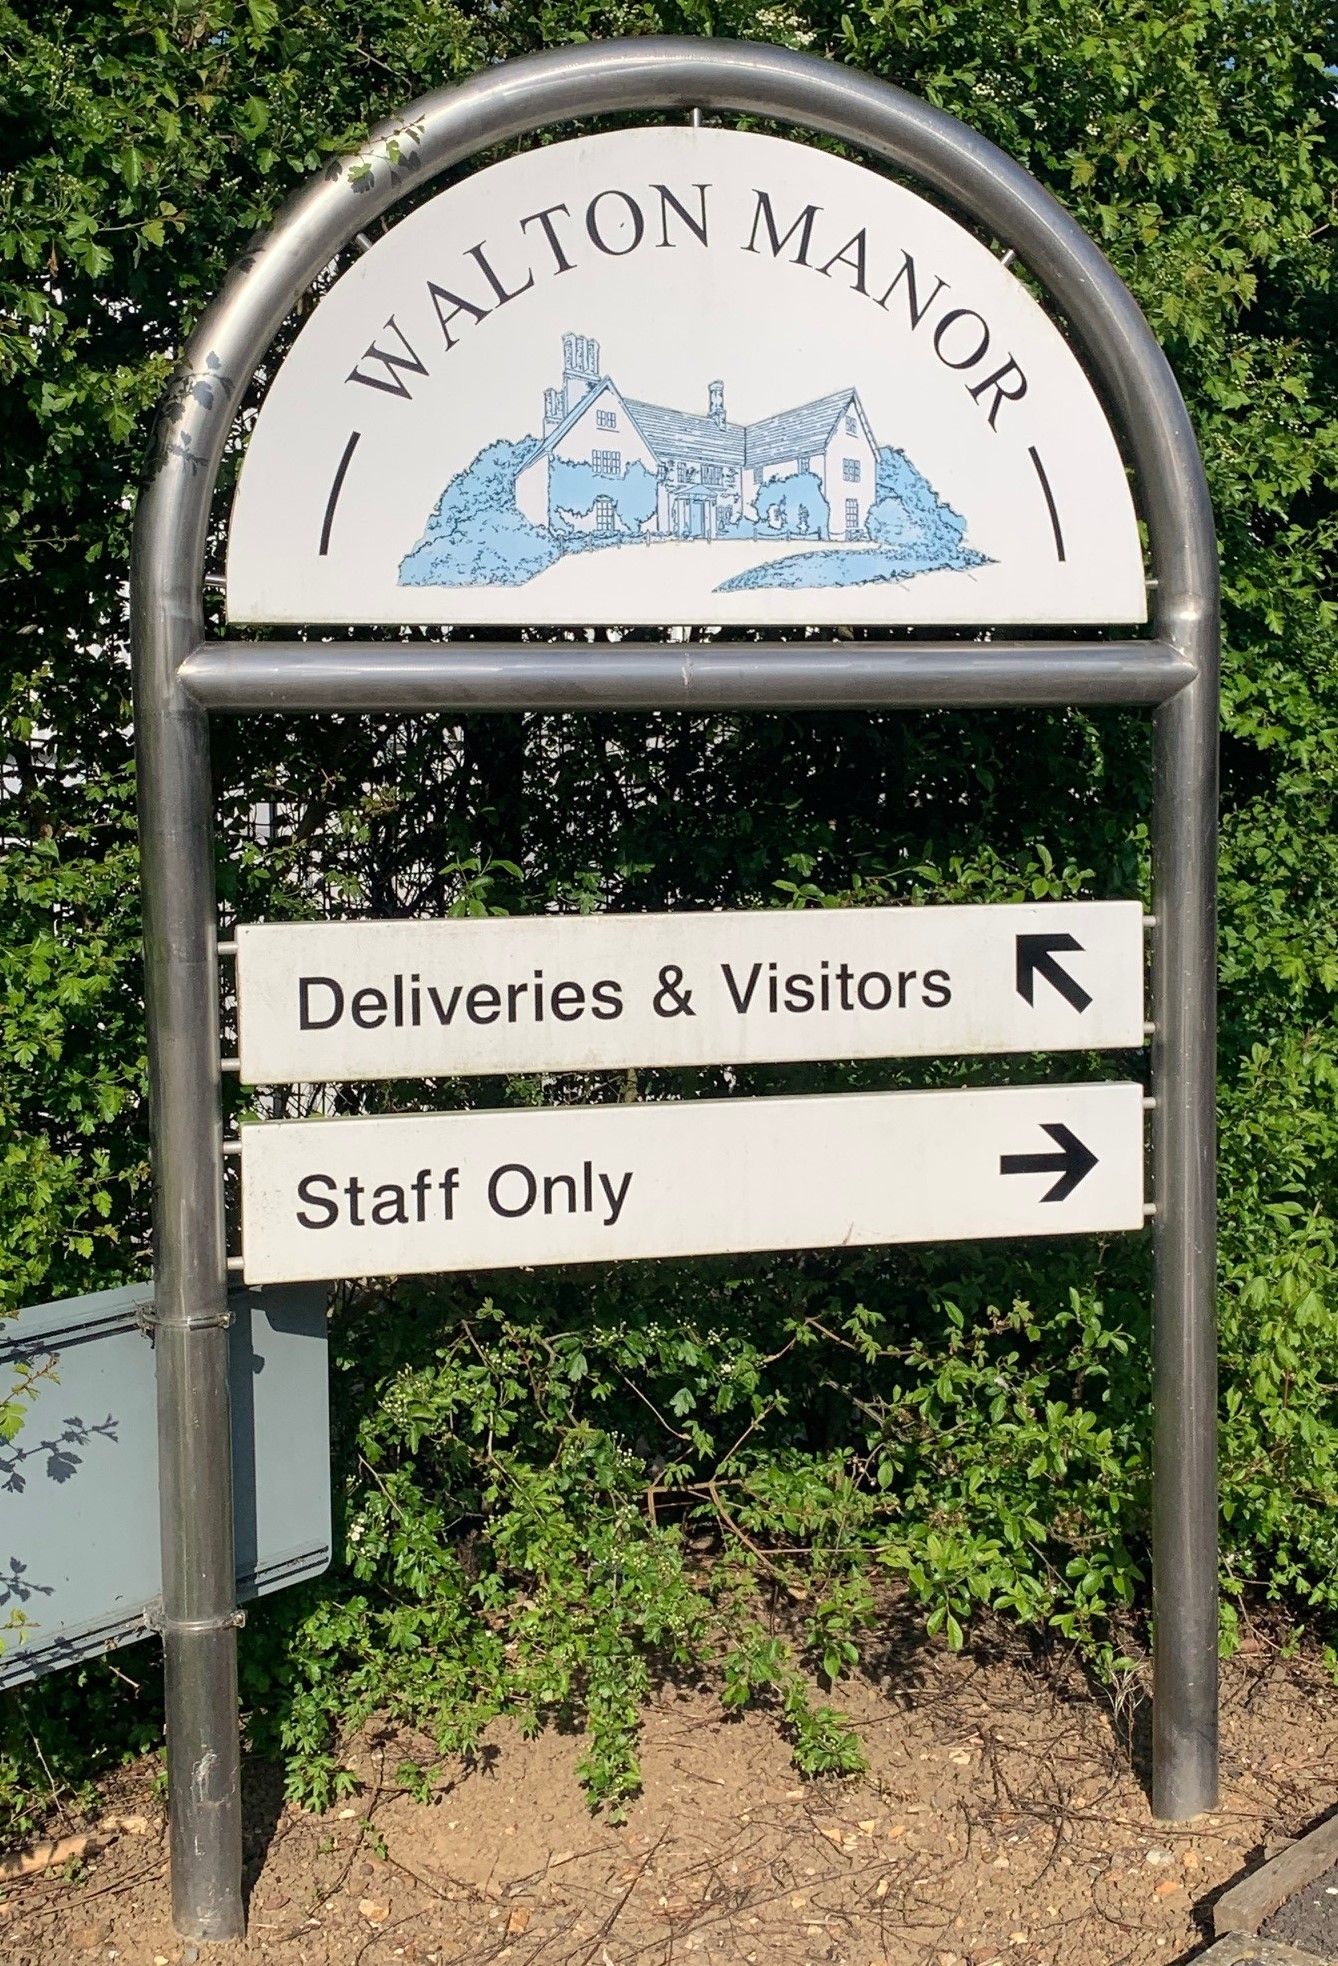 WALTON MANOR
Deliveries & Visitors
Staff Only